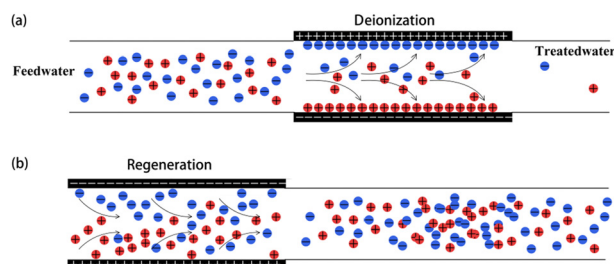 (a)
Deionization
Feedwater
Treatedwater
(b)
Regeneration